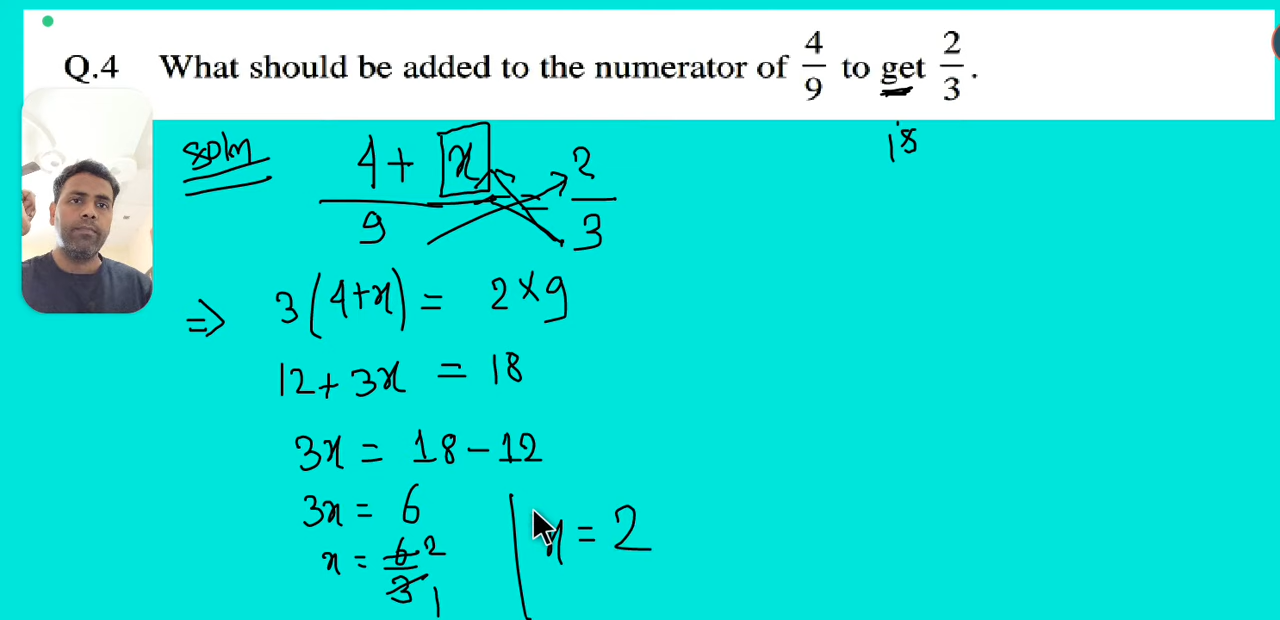 Q.4 What should be added to the numerator of 4/9 to get 2/3.
is
Soln
4 + x / 9 = 2 / 3
⇒ 3(4+x) = 2×9
12 + 3x = 18
3x = 18 - 12
3x = 6
x = 6/3 2 1
x = 2